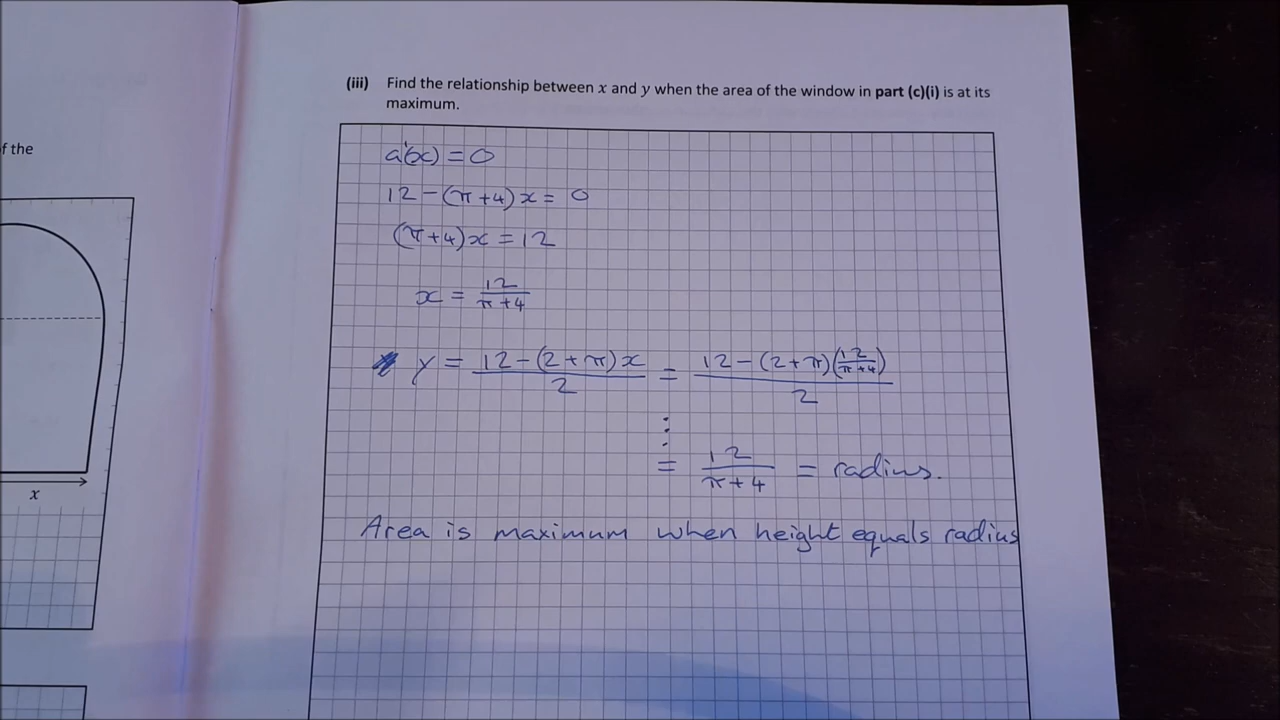 (iii) Find the relationship between x and y when the area of the window in part (c)(i) is at its
maximum.
f the
a'(x) = 0
12 - (π + 4) x = 0
(π + 4) x = 12
x = 12/(π + 4)
y = (12 - (2 + π) x)/2 = (12 - (2 + π)(12/(π + 4)))/2
⋮
= 12/(π + 4) = radius.
x
Area is maximum when height equals radius